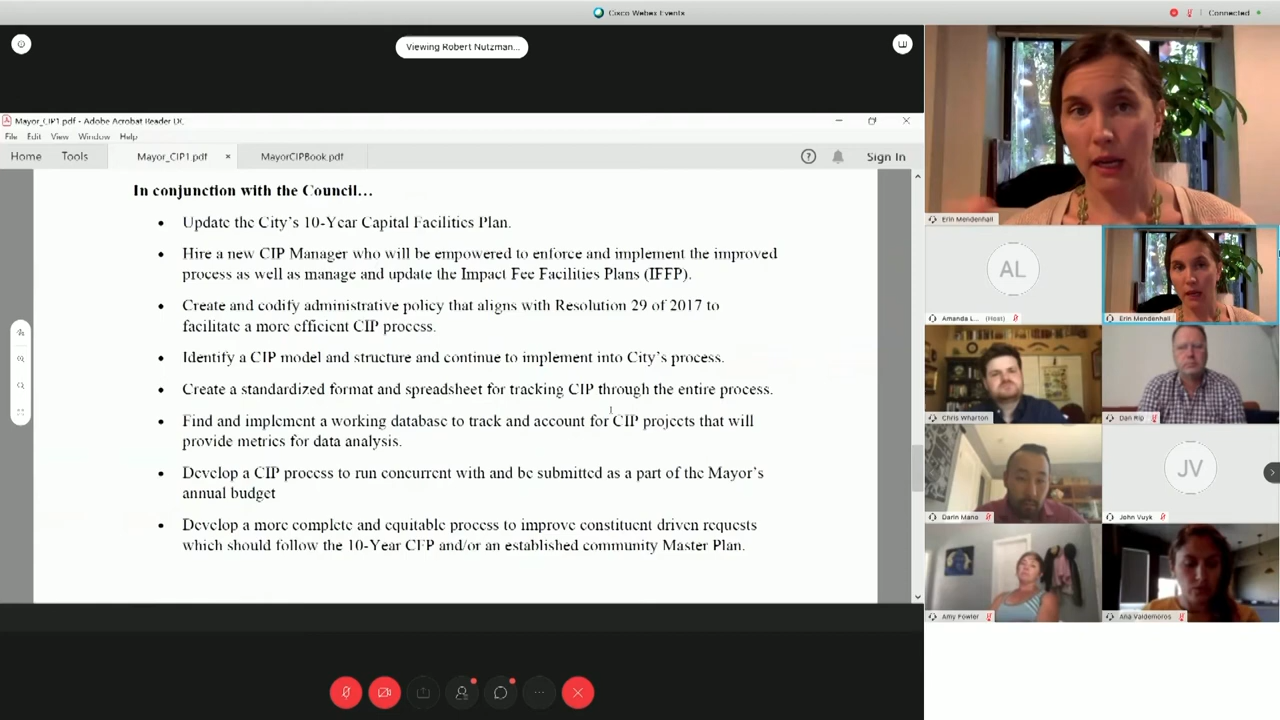 Cisco Webex Events
Connected
Viewing Robert Nutzman...
Mayor_CIP1.pdf - Adobe Acrobat Reader DC
File Edit View Window Help
Home Tools Mayor_CIP1.pdf × MayorCIPBook.pdf Sign In
In conjunction with the Council…
• Update the City's 10-Year Capital Facilities Plan.
• Hire a new CIP Manager who will be empowered to enforce and implement the improved
process as well as manage and update the Impact Fee Facilities Plans (IFFP).
• Create and codify administrative policy that aligns with Resolution 29 of 2017 to
facilitate a more efficient CIP process.
• Identify a CIP model and structure and continue to implement into City's process.
• Create a standardized format and spreadsheet for tracking CIP through the entire process.
• Find and implement a working database to track and account for CIP projects that will
provide metrics for data analysis.
• Develop a CIP process to run concurrent with and be submitted as a part of the Mayor's
annual budget
• Develop a more complete and equitable process to improve constituent driven requests
which should follow the 10-Year CFP and/or an established community Master Plan.
Erin Mendenhall
AL
Amanda L... (Host)
Erin Mendenhall
Chris Wharton
Dan Rip
JV
Darin Mano
John Vuyk
Amy Fowler
Ana Valdemoros